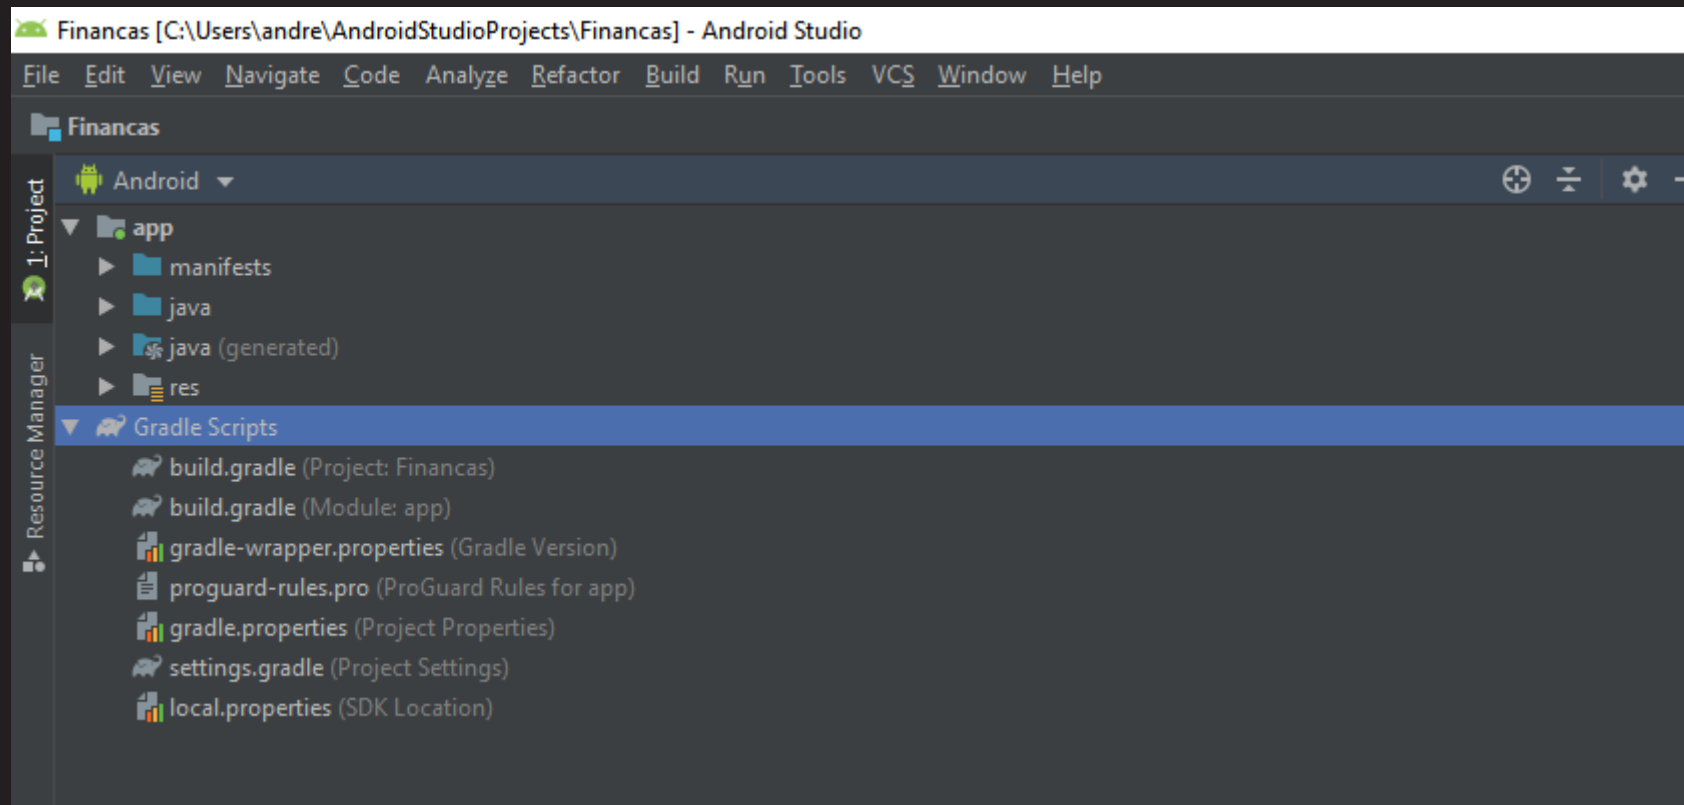 Financas [C:\Users\andre\AndroidStudioProjects\Financas] - Android Studio
File Edit View Navigate Code Analyze Refactor Build Run Tools VCS Window Help
Financas
1: Project
Resource Manager
Android
app
manifests
java
java (generated)
res
Gradle Scripts
build.gradle (Project: Financas)
build.gradle (Module: app)
gradle-wrapper.properties (Gradle Version)
proguard-rules.pro (ProGuard Rules for app)
gradle.properties (Project Properties)
settings.gradle (Project Settings)
local.properties (SDK Location)